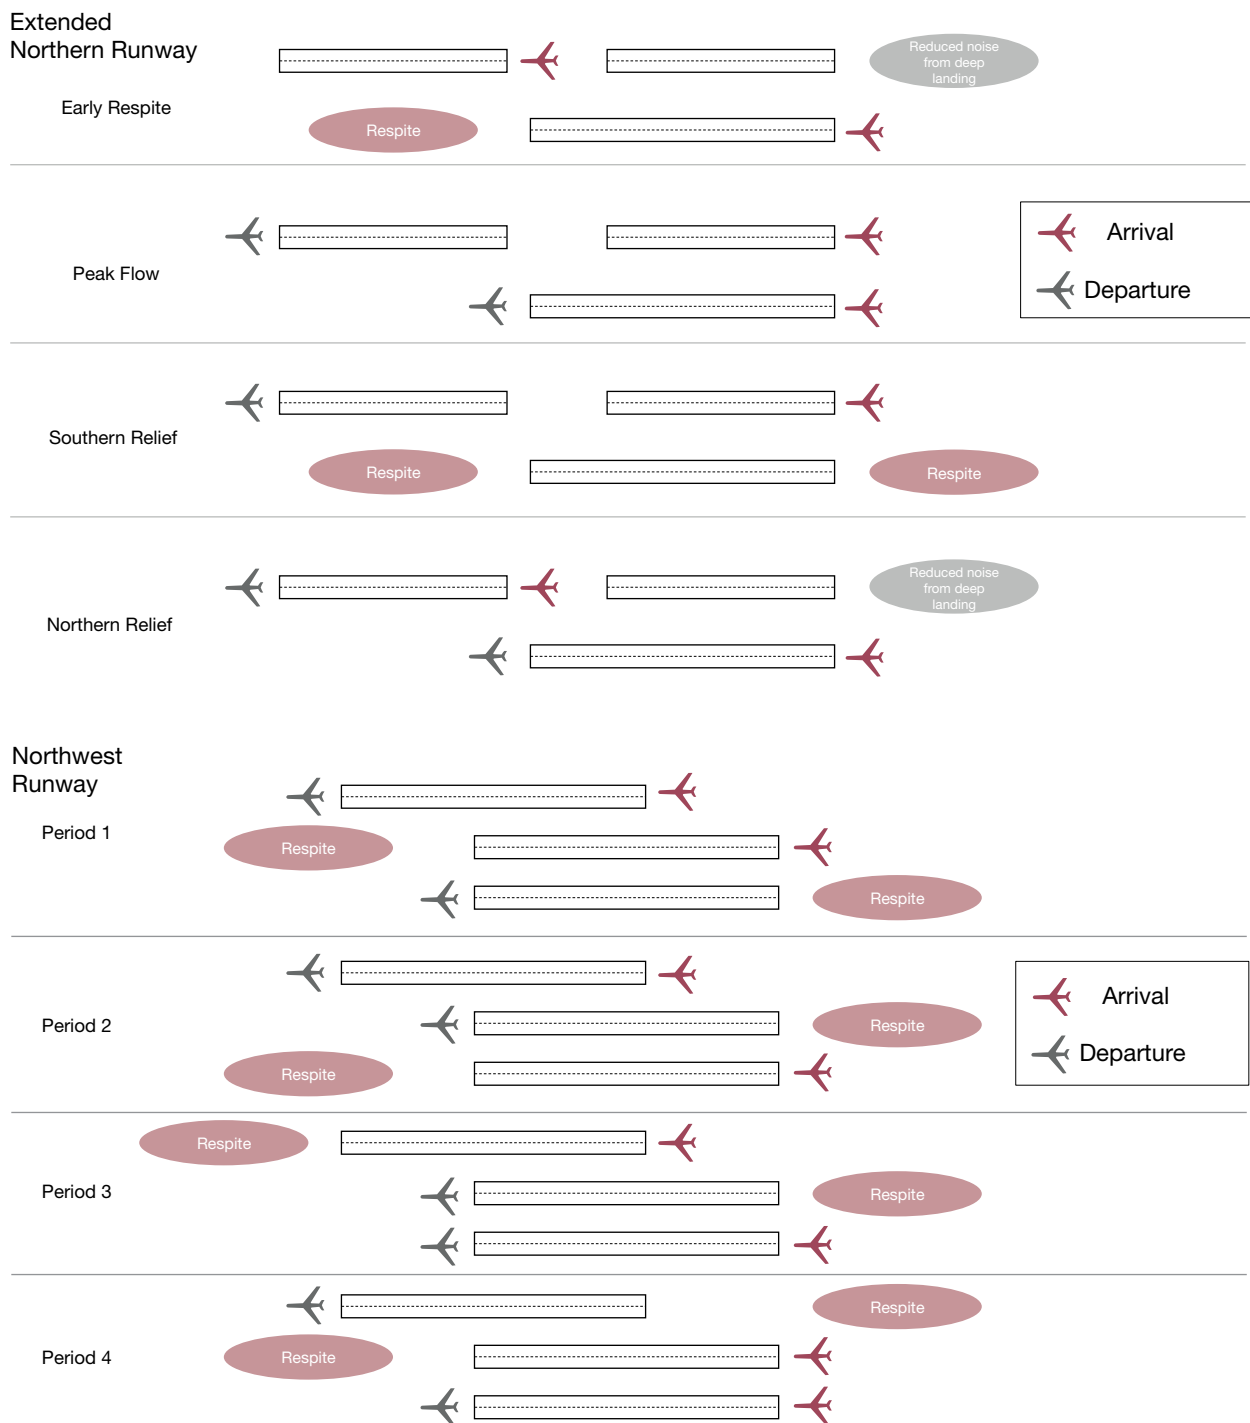 Extended
Northern Runway
Reduced noise
from deep
landing
Early Respite
Respite
Arrival
Peak Flow
Departure
Southern Relief
Respite
Respite
Reduced noise
from deep
landing
Northern Relief
Northwest
Runway
Period 1
Respite
Respite
Arrival
Period 2
Respite
Departure
Respite
Respite
Period 3
Respite
Respite
Period 4
Respite